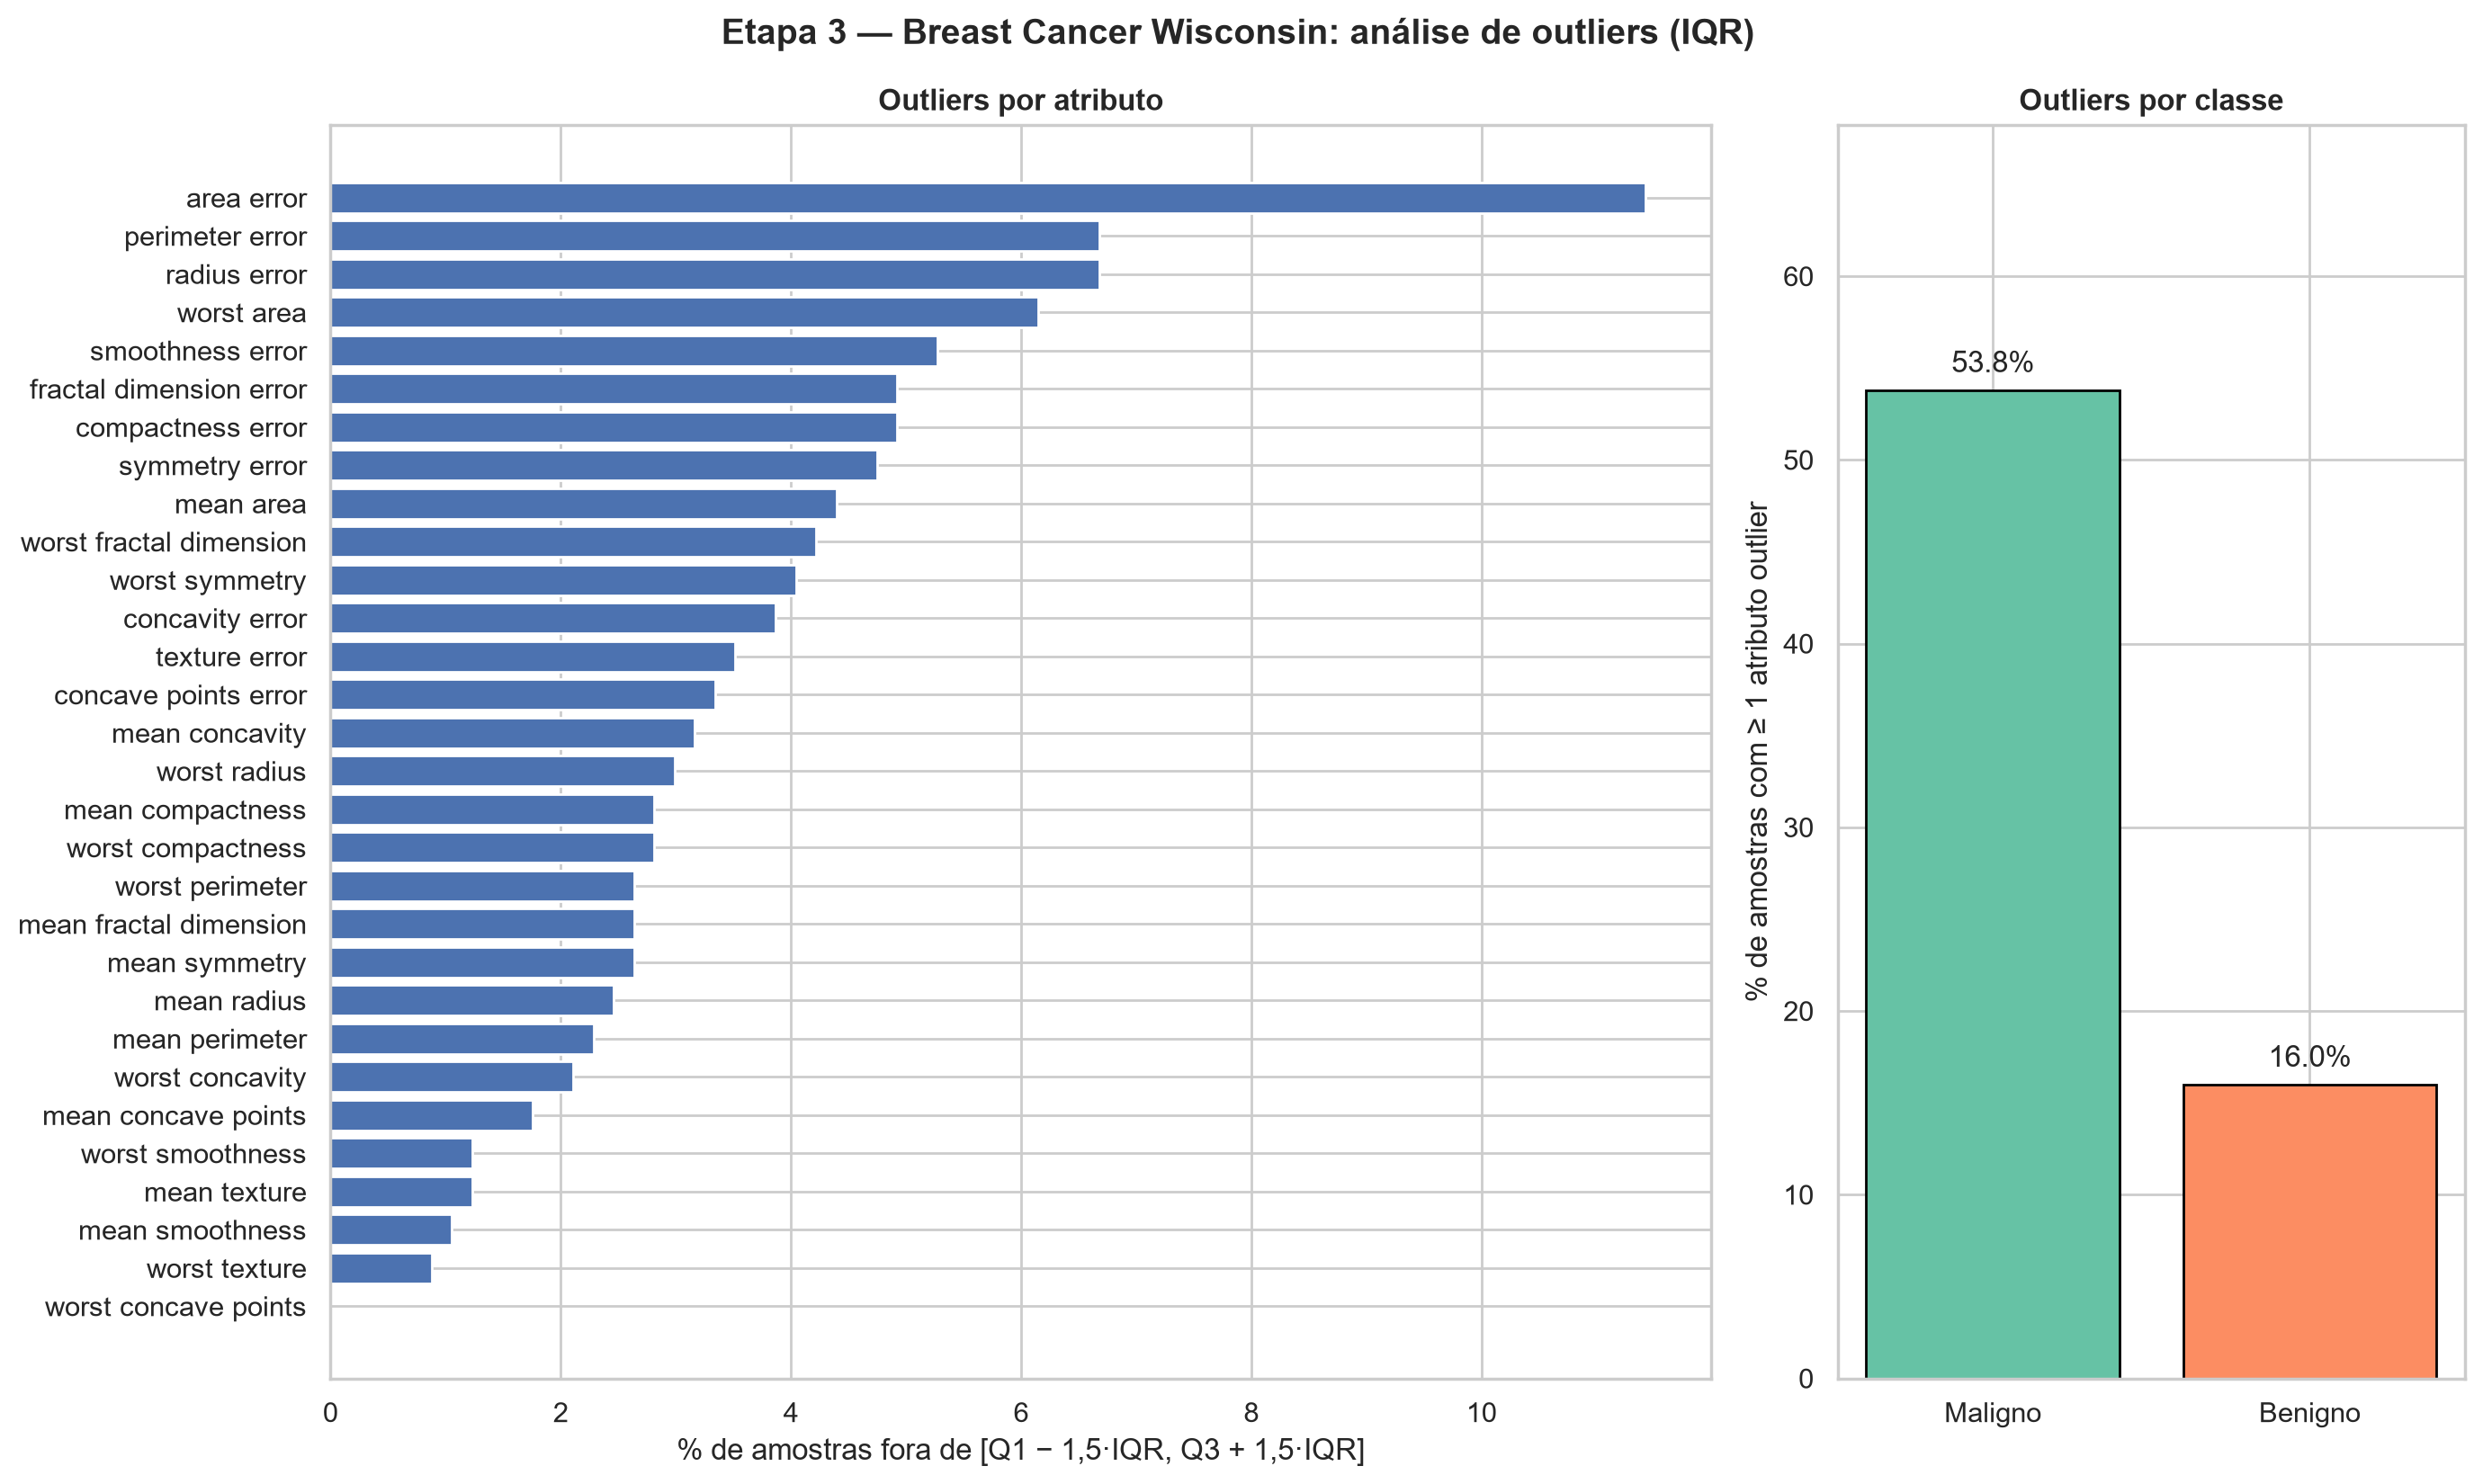 Etapa 3 — Breast Cancer Wisconsin: análise de outliers (IQR)
Outliers por atributo
area error
perimeter error
radius error
worst area
smoothness error
fractal dimension error
compactness error
symmetry error
mean area
worst fractal dimension
worst symmetry
concavity error
texture error
concave points error
mean concavity
worst radius
mean compactness
worst compactness
worst perimeter
mean fractal dimension
mean symmetry
mean radius
mean perimeter
worst concavity
mean concave points
worst smoothness
mean texture
mean smoothness
worst texture
worst concave points
0 2 4 6 8 10
% de amostras fora de [Q1 − 1,5·IQR, Q3 + 1,5·IQR]
Outliers por classe
% de amostras com ≥ 1 atributo outlier
60
50
40
30
20
10
0
53.8%
16.0%
Maligno Benigno